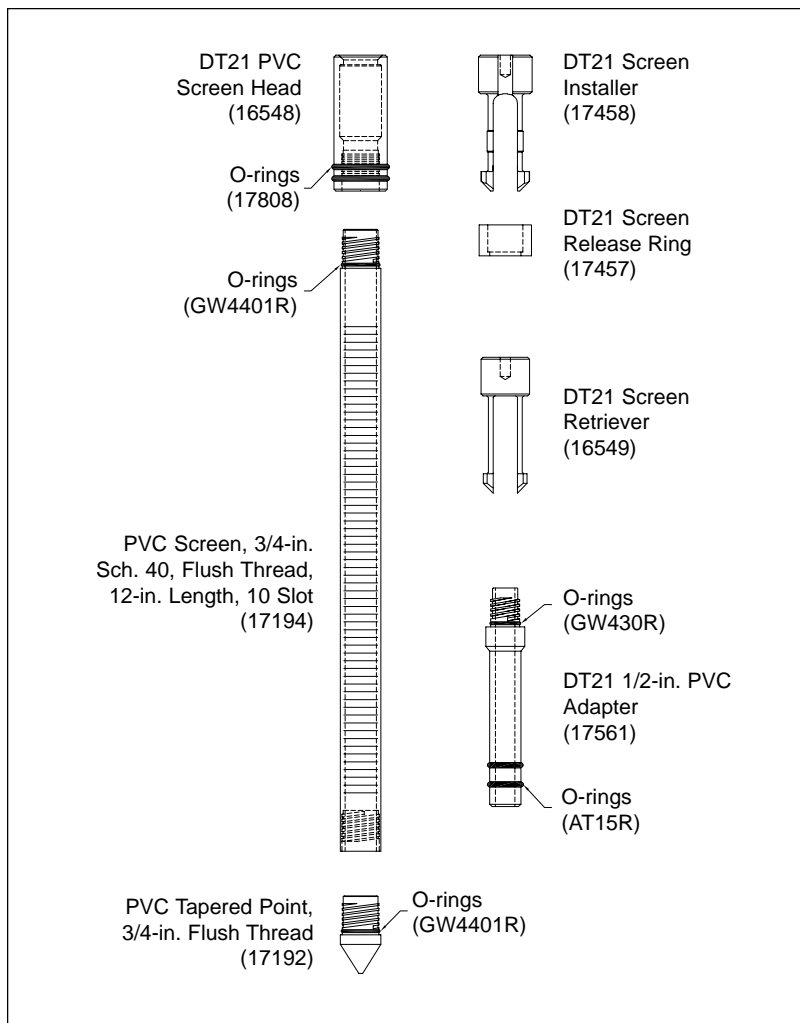 DT21 PVC
Screen Head
(16548)
O-rings
(17808)
O-rings
(GW4401R)
PVC Screen, 3/4-in.
Sch. 40, Flush Thread,
12-in. Length, 10 Slot
(17194)
PVC Tapered Point,
3/4-in. Flush Thread
(17192)
O-rings
(GW4401R)
DT21 Screen
Installer
(17458)
DT21 Screen
Release Ring
(17457)
DT21 Screen
Retriever
(16549)
O-rings
(GW430R)
DT21 1/2-in. PVC
Adapter
(17561)
O-rings
(AT15R)